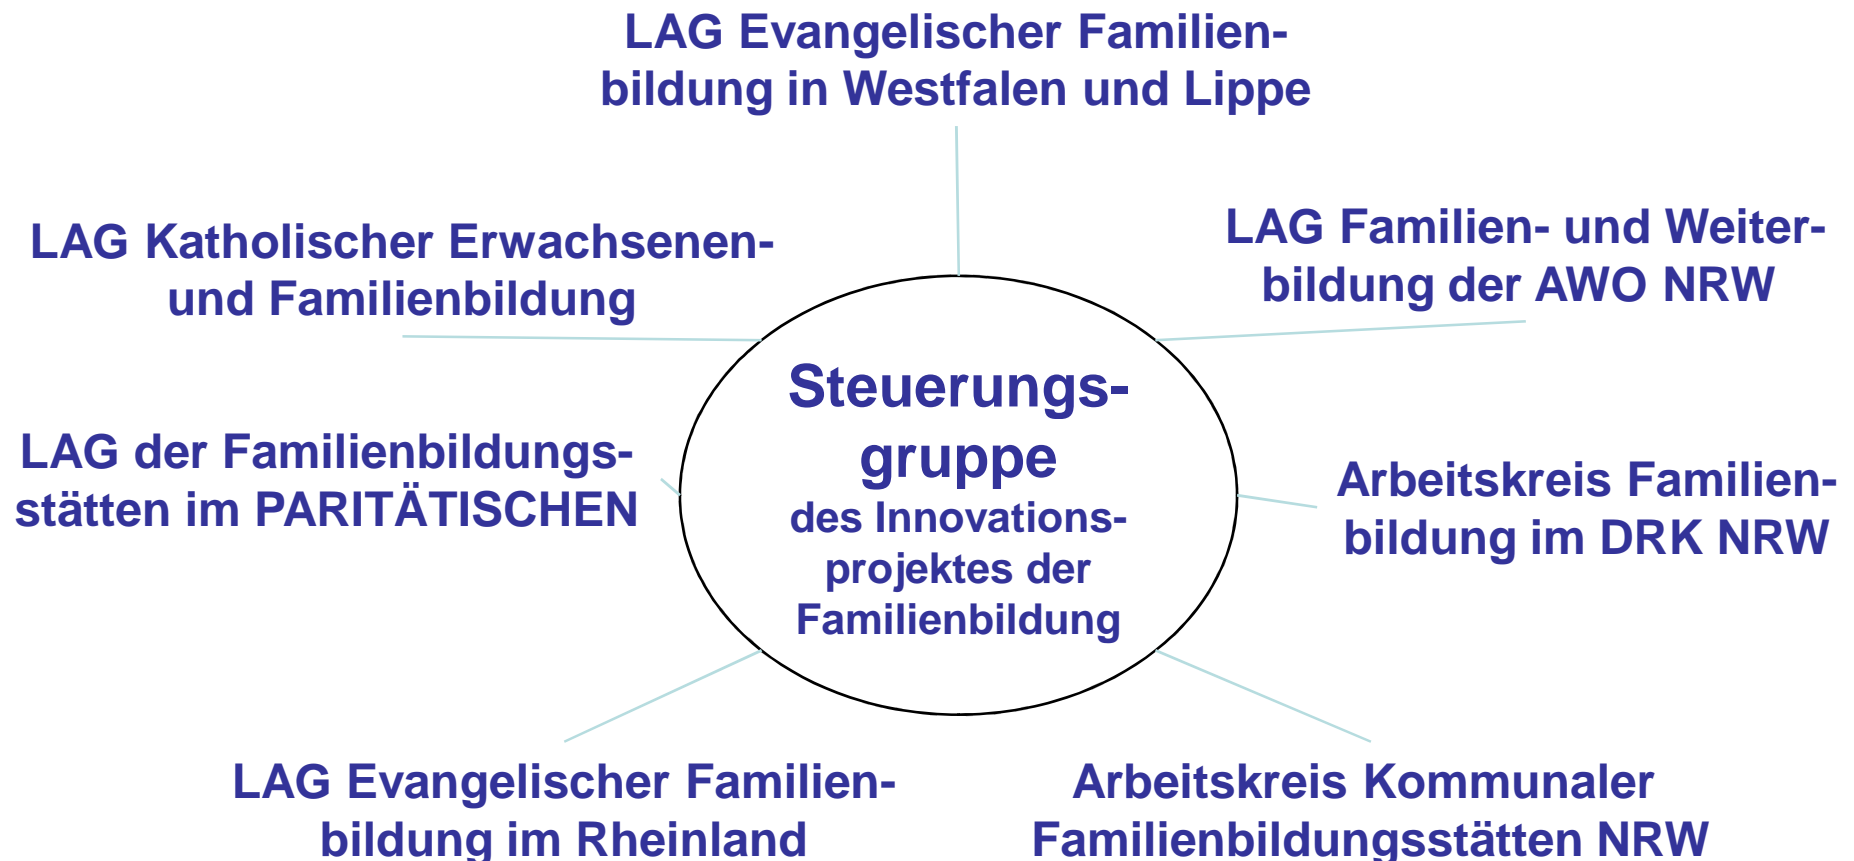 LAG Evangelischer Familien-
bildung in Westfalen und Lippe
LAG Katholischer Erwachsenen-
und Familienbildung
LAG Familien- und Weiter-
bildung der AWO NRW
Steuerungs-
gruppe
des Innovations-
projektes der
Familienbildung
LAG der Familienbildungs-
stätten im PARITÄTISCHEN
Arbeitskreis Familien-
bildung im DRK NRW
LAG Evangelischer Familien-
bildung im Rheinland
Arbeitskreis Kommunaler
Familienbildungsstätten NRW